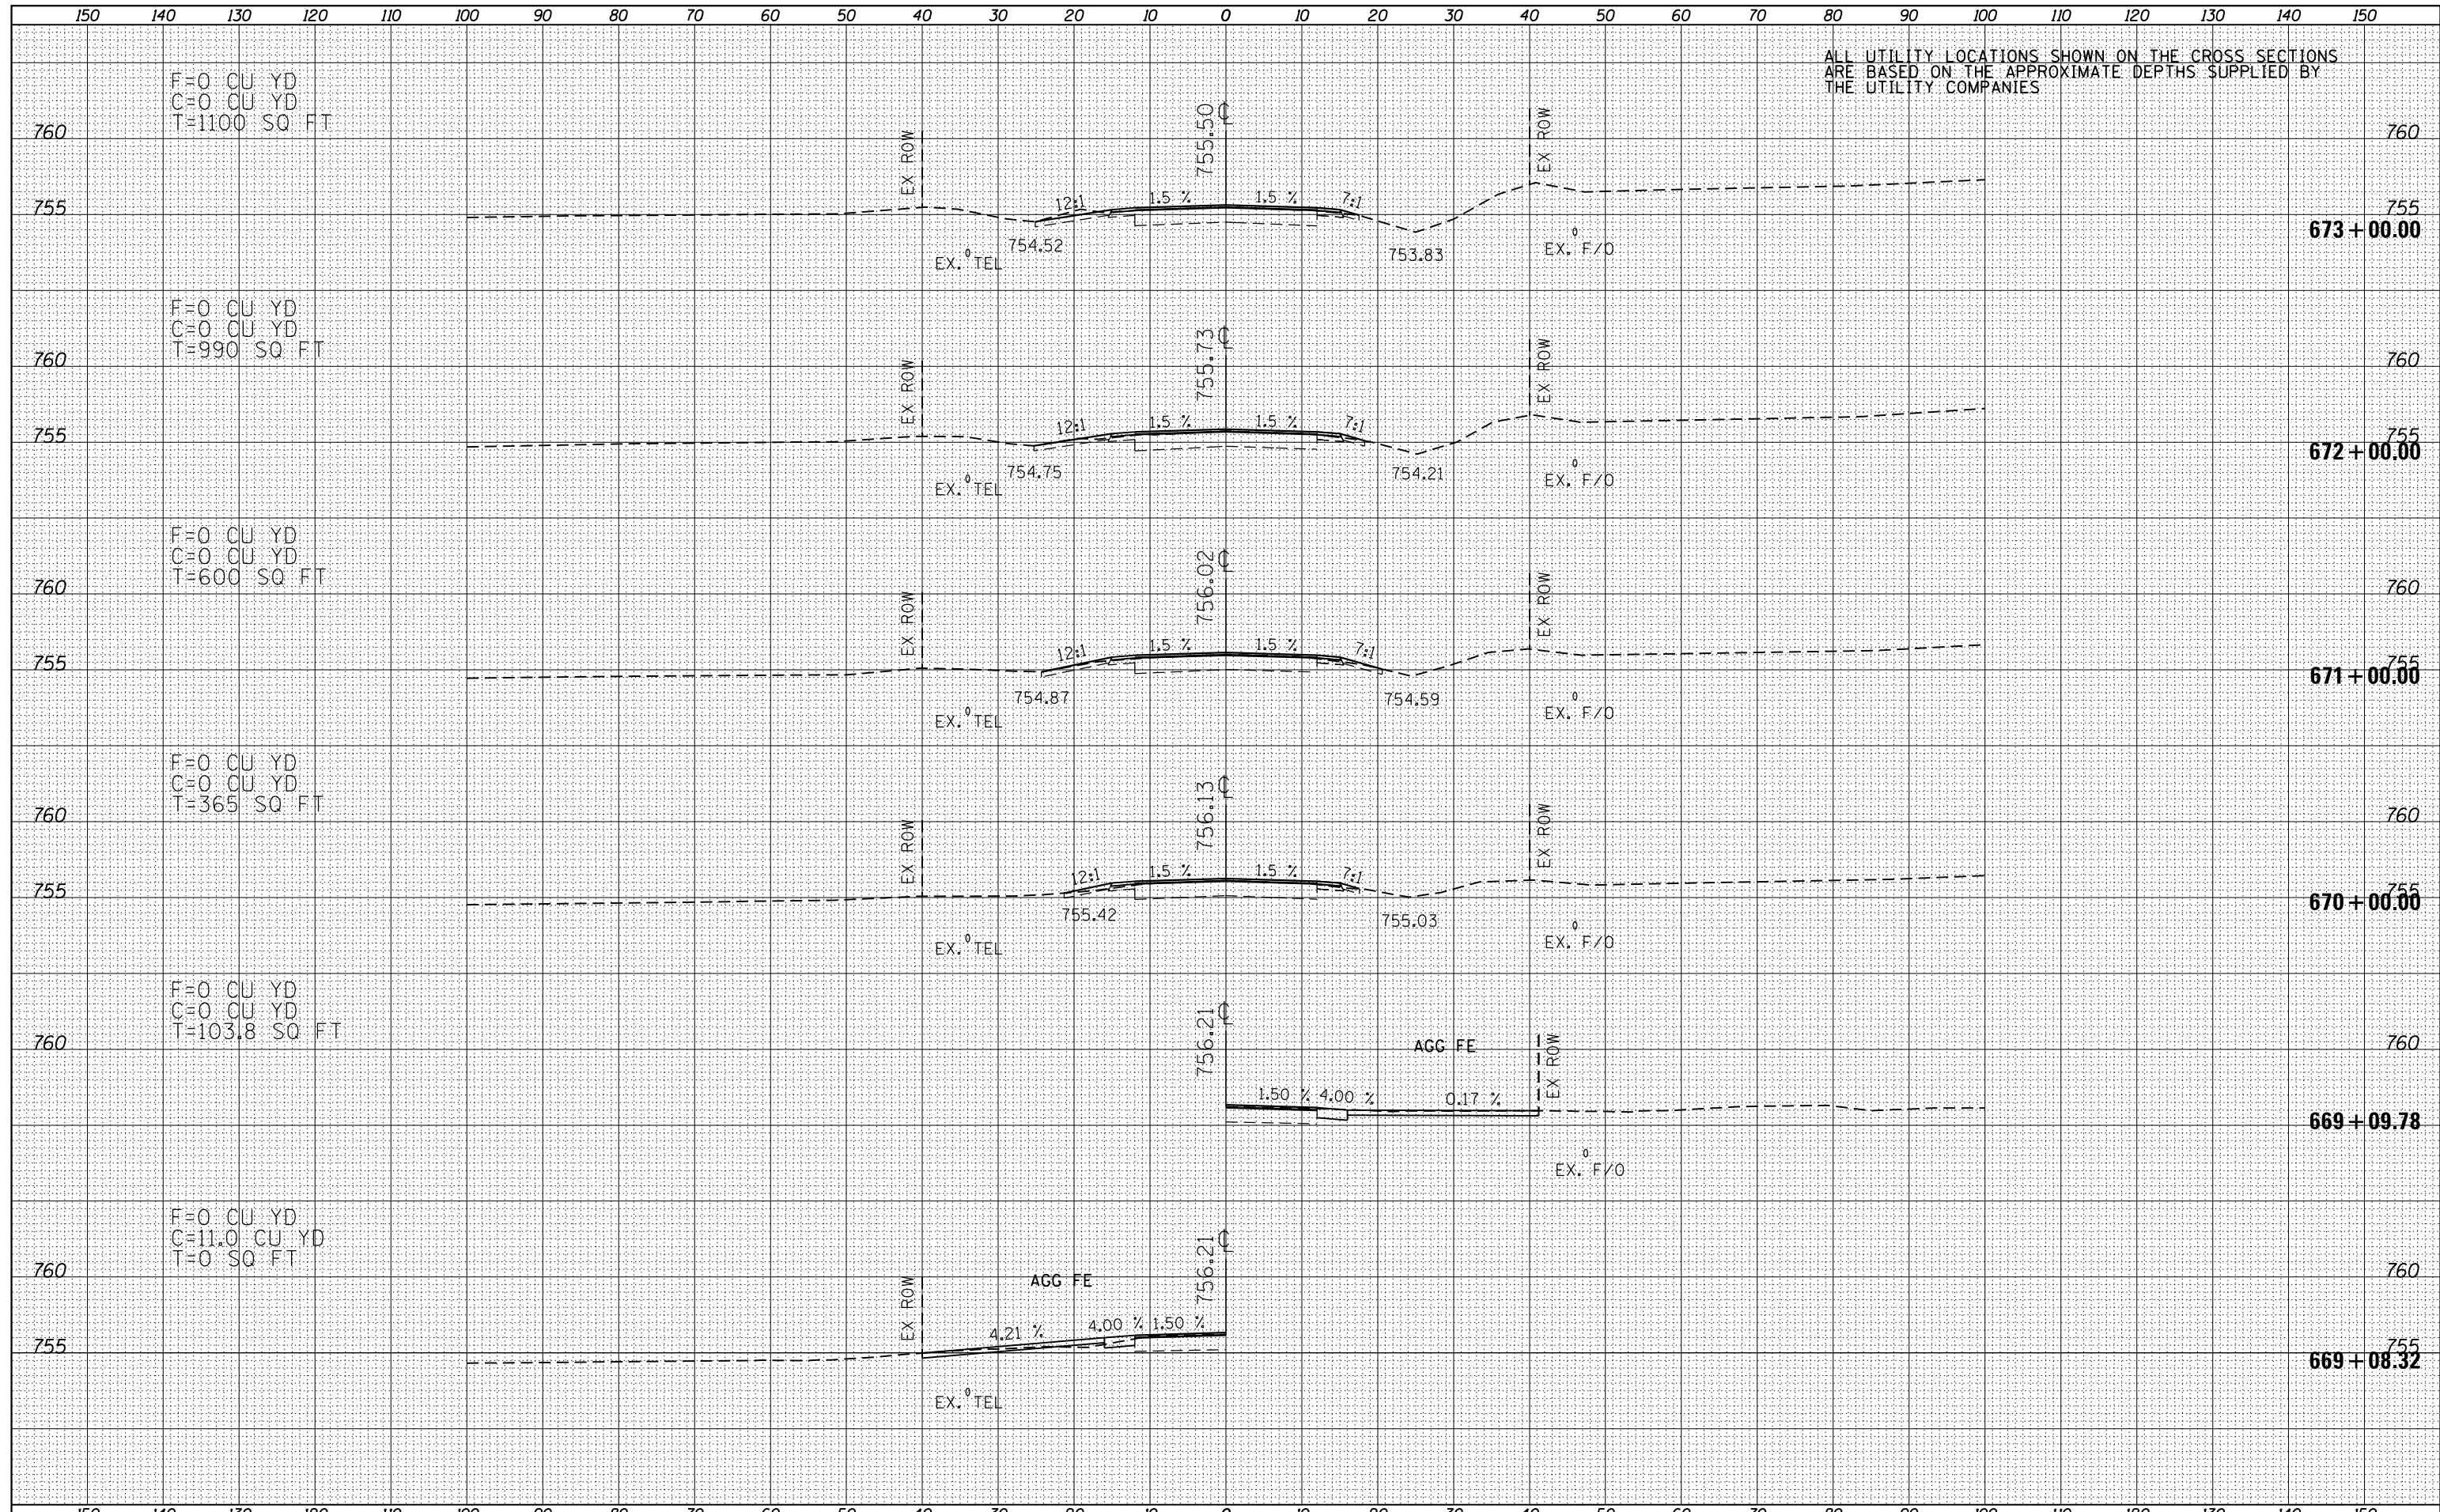 150 140 130 120 110 100 90 80 70 60 50 40 30 20 10 0 10 20 30 40 50 60 70 80 90 100 110 120 130 140 150
ALL UTILITY LOCATIONS SHOWN ON THE CROSS SECTIONS
ARE BASED ON THE APPROXIMATE DEPTHS SUPPLIED BY
THE UTILITY COMPANIES
F=0 CU YD
C=0 CU YD
T=1100 SQ FT
760
EX ROW
755.50 ℄
EX ROW
760
755
12:1
1.5 %
1.5 %
7:1
755
673+00.00
754.52
753.83
EX. TEL
EX. F/O
F=0 CU YD
C=0 CU YD
T=990 SQ FT
760
EX ROW
755.73 ℄
EX ROW
760
755
12:1
1.5 %
1.5 %
7:1
755
672+00.00
754.75
754.21
EX. TEL
EX. F/O
F=0 CU YD
C=0 CU YD
T=600 SQ FT
760
EX ROW
756.02 ℄
EX ROW
760
755
12:1
1.5 %
1.5 %
7:1
755
671+00.00
754.87
754.59
EX. TEL
EX. F/O
F=0 CU YD
C=0 CU YD
T=365 SQ FT
760
EX ROW
756.13 ℄
EX ROW
760
755
12:1
1.5 %
1.5 %
7:1
755
670+00.00
755.42
755.03
EX. TEL
EX. F/O
F=0 CU YD
C=0 CU YD
T=103.8 SQ FT
760
756.21 ℄
AGG FE
EX ROW
760
1.50 %
4.00 %
0.17 %
669+09.78
EX. F/O
F=0 CU YD
C=11.0 CU YD
T=0 SQ FT
760
EX ROW
AGG FE
756.21 ℄
760
755
4.21 %
4.00 %
1.50 %
755
669+08.32
EX. TEL
150 140 130 120 110 100 90 80 70 60 50 40 30 20 10 0 10 20 30 40 50 60 70 80 90 100 110 120 130 140 150